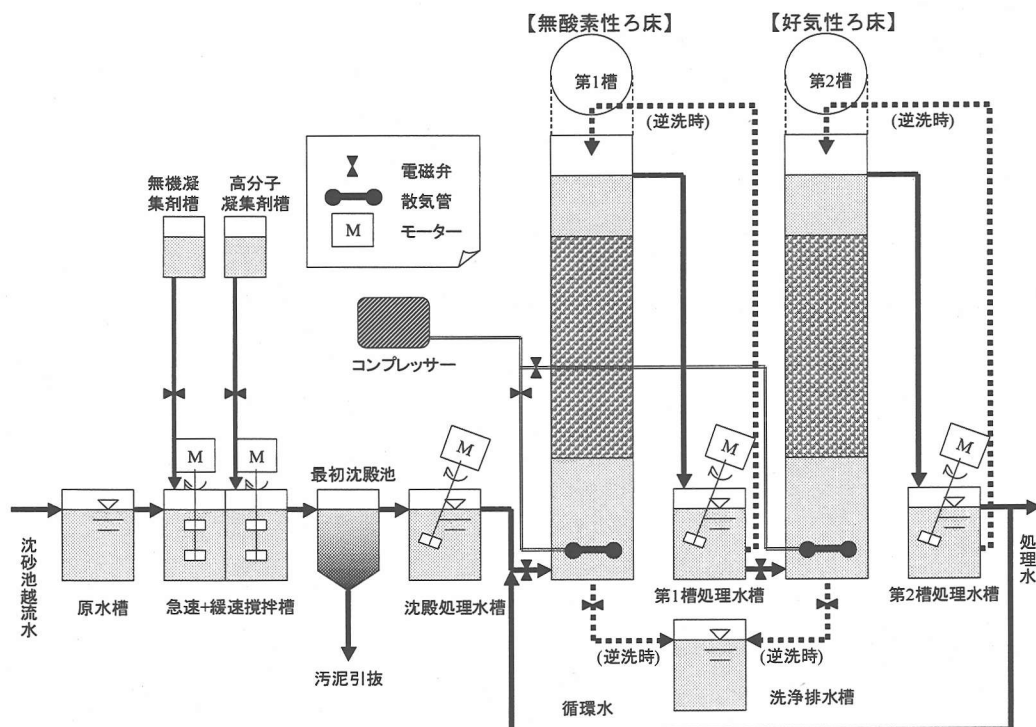 【無酸素性ろ床】
【好気性ろ床】
第1槽
第2槽
(逆洗時)
(逆洗時)
電磁弁
散気管
M
モーター
無機凝
集剤槽
高分子
凝集剤槽
コンプレッサー
M
M
最初沈殿池
M
M
M
沈砂池越流水
原水槽
急速+緩速撹拌槽
沈殿処理水槽
第1槽処理水槽
第2槽処理水槽
処理水
(逆洗時)
(逆洗時)
汚泥引抜
循環水
洗浄排水槽